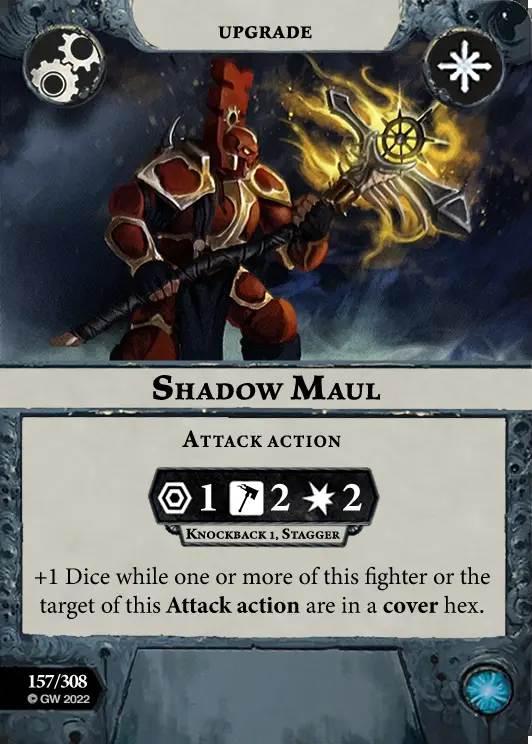 UPGRADE
SHADOW MAUL
ATTACK ACTION
1 2 2
KNOCKBACK 1, STAGGER
+1 Dice while one or more of this fighter or the
target of this Attack action are in a cover hex.
157/308
© GW 2022